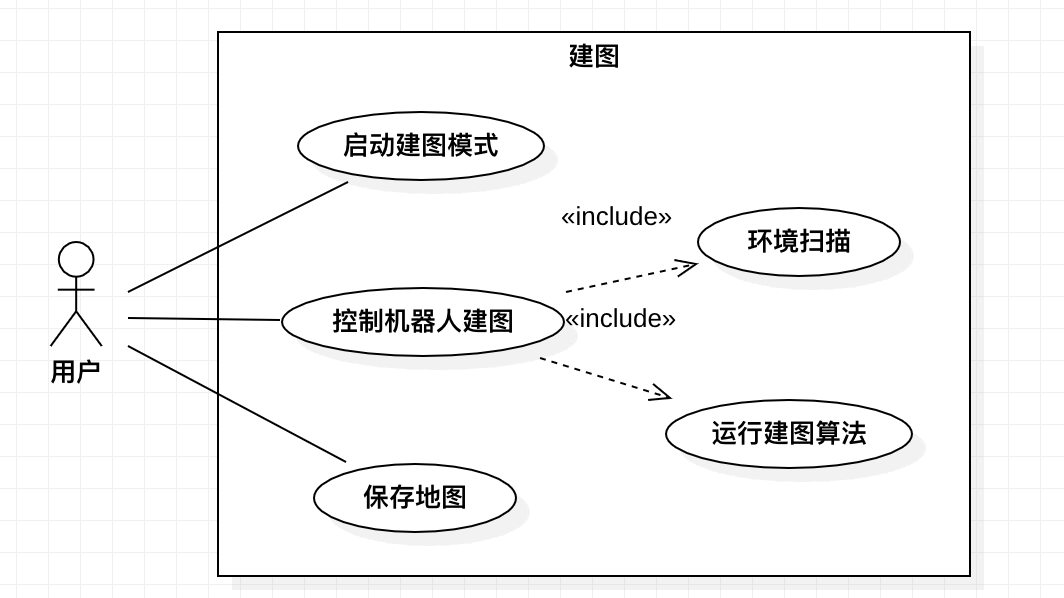 建图
启动建图模式
«include»
环境扫描
控制机器人建图
«include»
用户
运行建图算法
保存地图